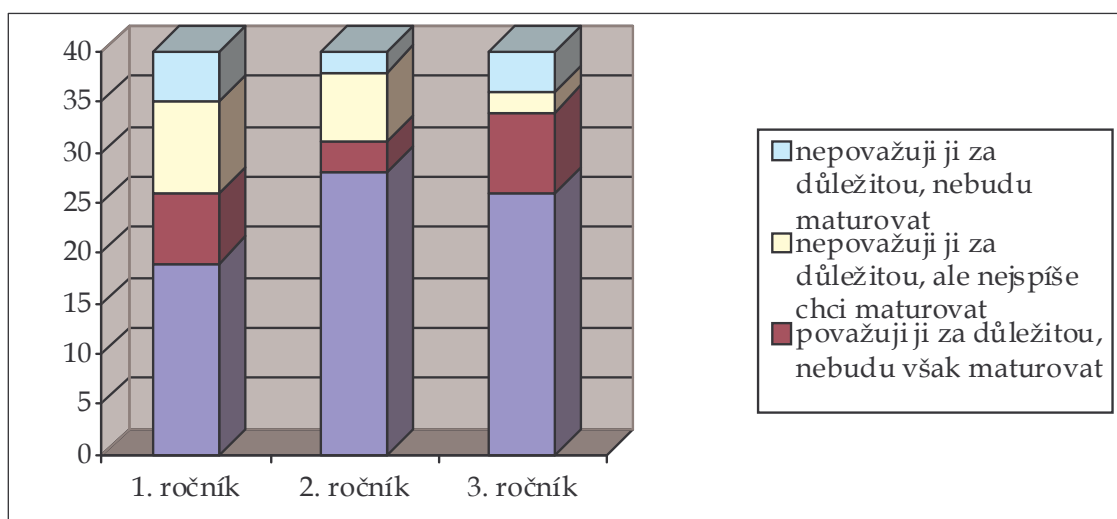 40
35
30
25
20
15
10
5
0
1. ročník 2. ročník 3. ročník
nepovažuji ji za
důležitou, nebudu
maturovat
nepovažuji ji za
důležitou, ale nejspíše
chci maturovat
považuji ji za důležitou,
nebudu však maturovat